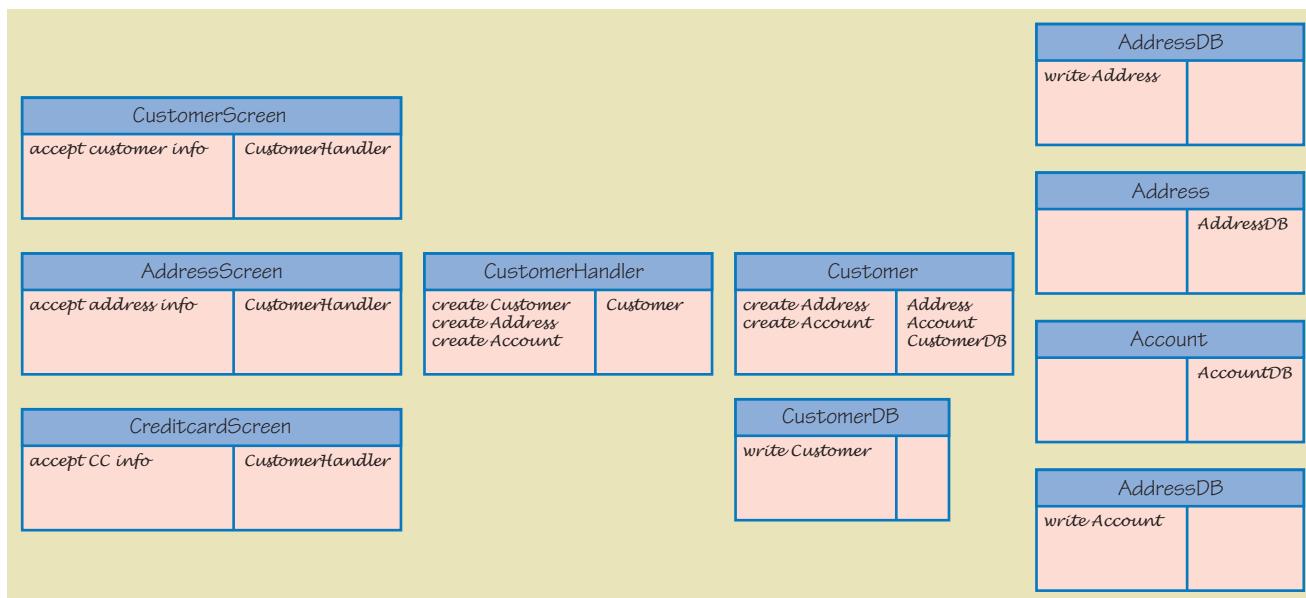 CustomerScreen
accept customer info
CustomerHandler
AddressScreen
accept address info
CustomerHandler
CreditcardScreen
accept CC info
CustomerHandler
CustomerHandler
create Customer
create Address
create Account
Customer
Customer
create Address
create Account
Address
Account
CustomerDB
CustomerDB
write Customer
AddressDB
write Address
Address
AddressDB
Account
AccountDB
AddressDB
write Account